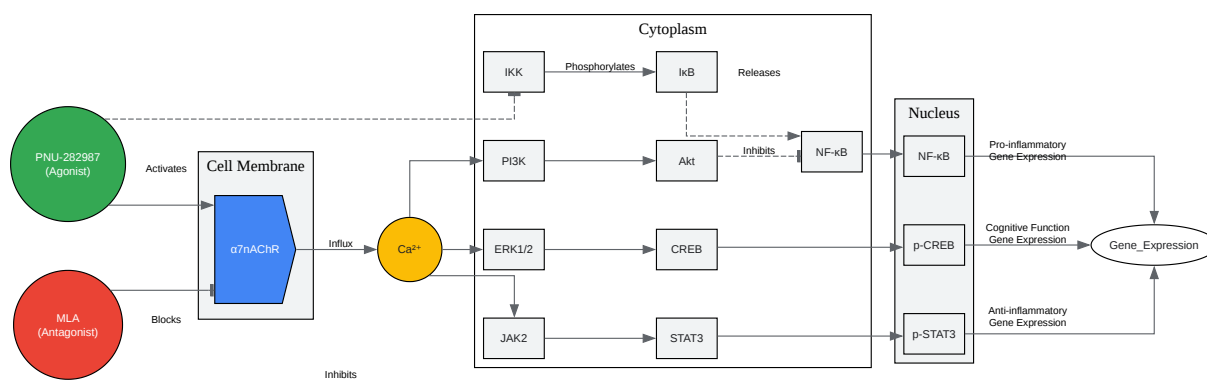 Cytoplasm
IKK
Phosphorylates
IκB
Releases
PNU-282987
(Agonist)
Activates
Cell Membrane
α7nAChR
Influx
Ca²⁺
PI3K
Akt
Inhibits
NF-κB
Nucleus
NF-κB
Pro-inflammatory
Gene Expression
ERK1/2
CREB
p-CREB
Cognitive Function
Gene Expression
Gene_Expression
MLA
(Antagonist)
Blocks
JAK2
STAT3
p-STAT3
Anti-inflammatory
Gene Expression
Inhibits